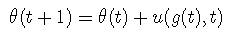 θ(t + 1) = θ(t) + u(g(t), t)